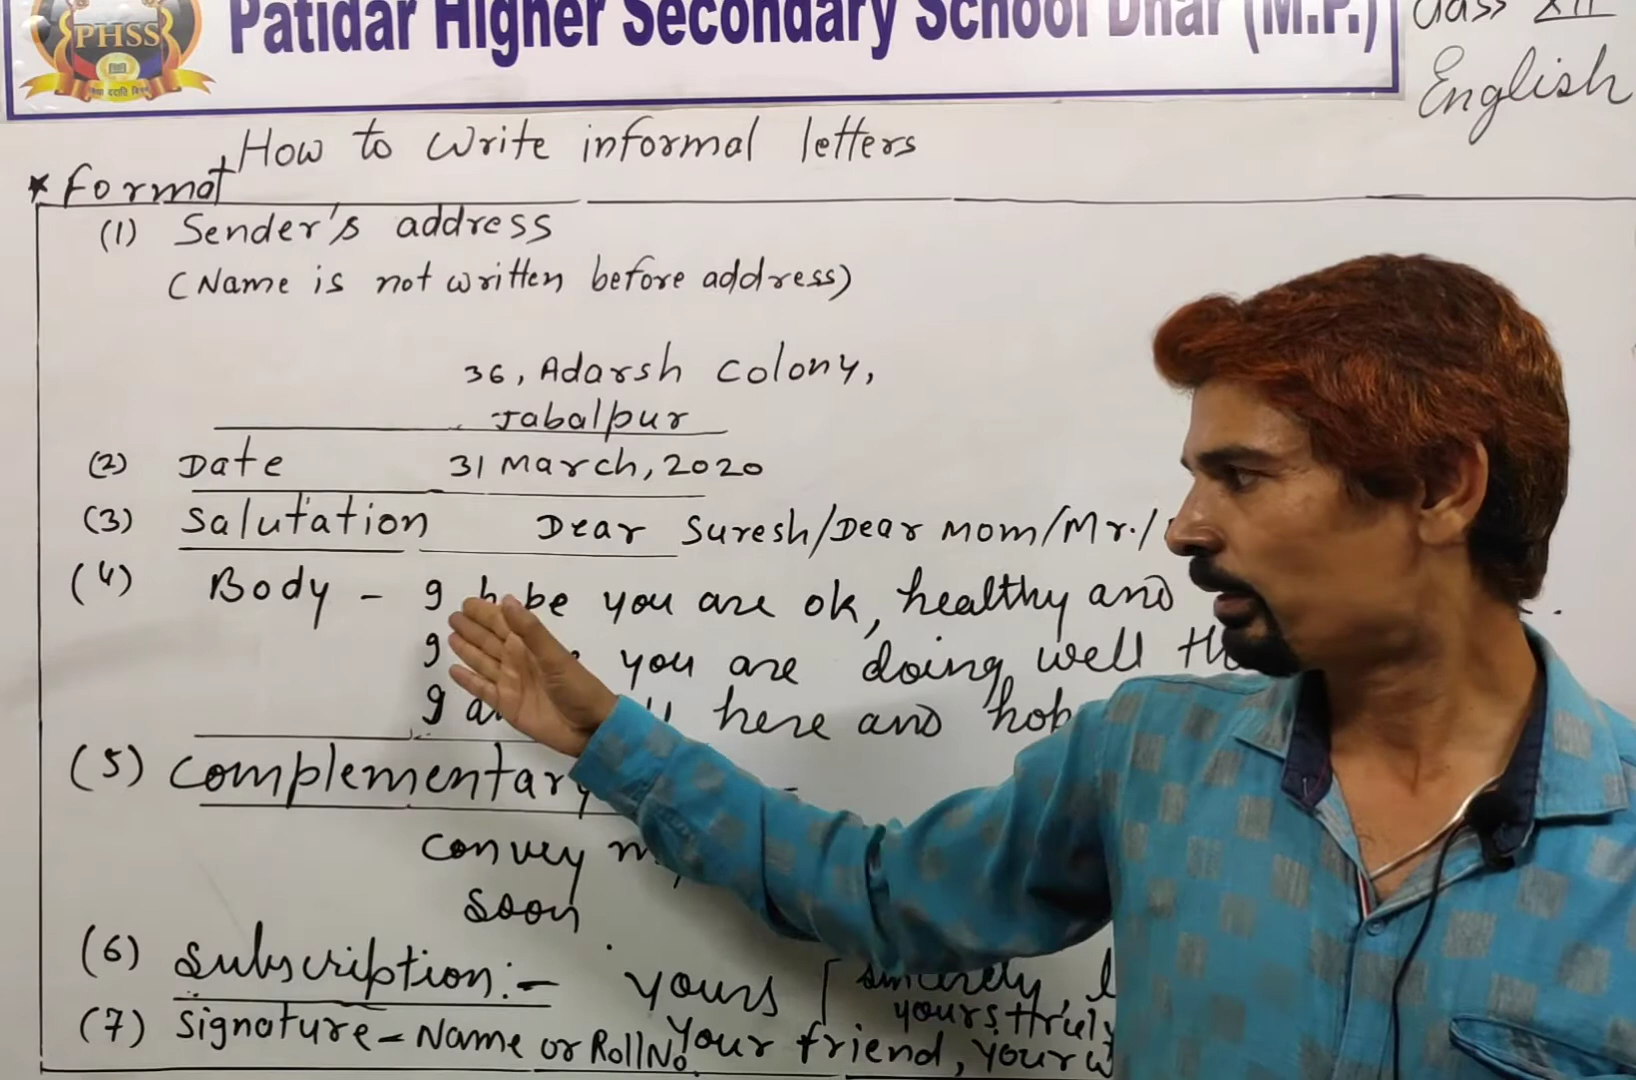 PHSS
Patidar Higher Secondary School Dhar (M.P.)
Class XII
English
How to write informal letters
* Format
(1) Sender's address
(Name is not written before address)
36, Adarsh colony,
Jabalpur
(2) Date 31 March, 2020
(3) Salutation Dear Suresh/Dear mom/Mr./
(4) Body - I hope you are ok, healthy and
I you are doing well
I here and
(5) Complementary
convey
soon
(6) Subscription:- yours sincerely,
yours truly
(7) Signature - Name or Roll No. Your friend, your